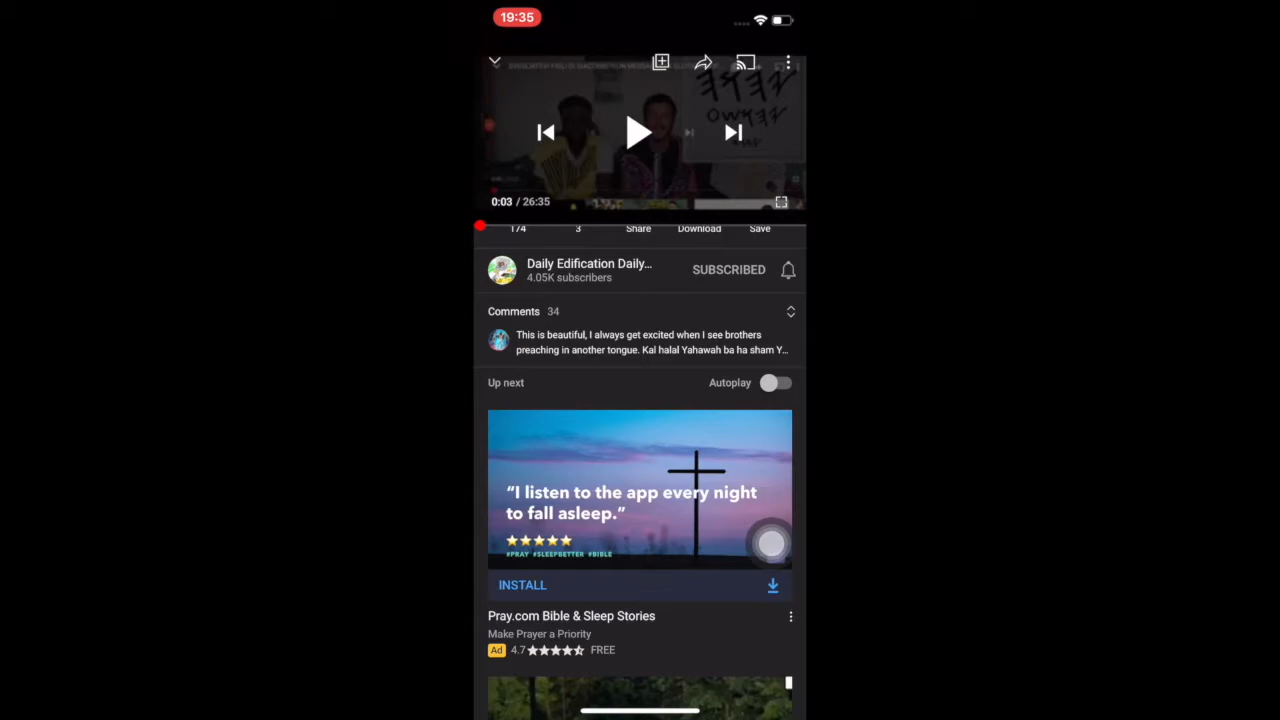 19:35
0:03 / 26:35
174
3
Share
Download
Save
Daily Edification Daily...
4.05K subscribers
SUBSCRIBED
Comments 34
This is beautiful, I always get excited when I see brothers
preaching in another tongue. Kal halal Yahawah ba ha sham Y...
Up next
Autoplay
“I listen to the app every night
to fall asleep.”
#PRAY #SLEEPBETTER #BIBLE
INSTALL
Pray.com Bible & Sleep Stories
Make Prayer a Priority
Ad 4.7 FREE